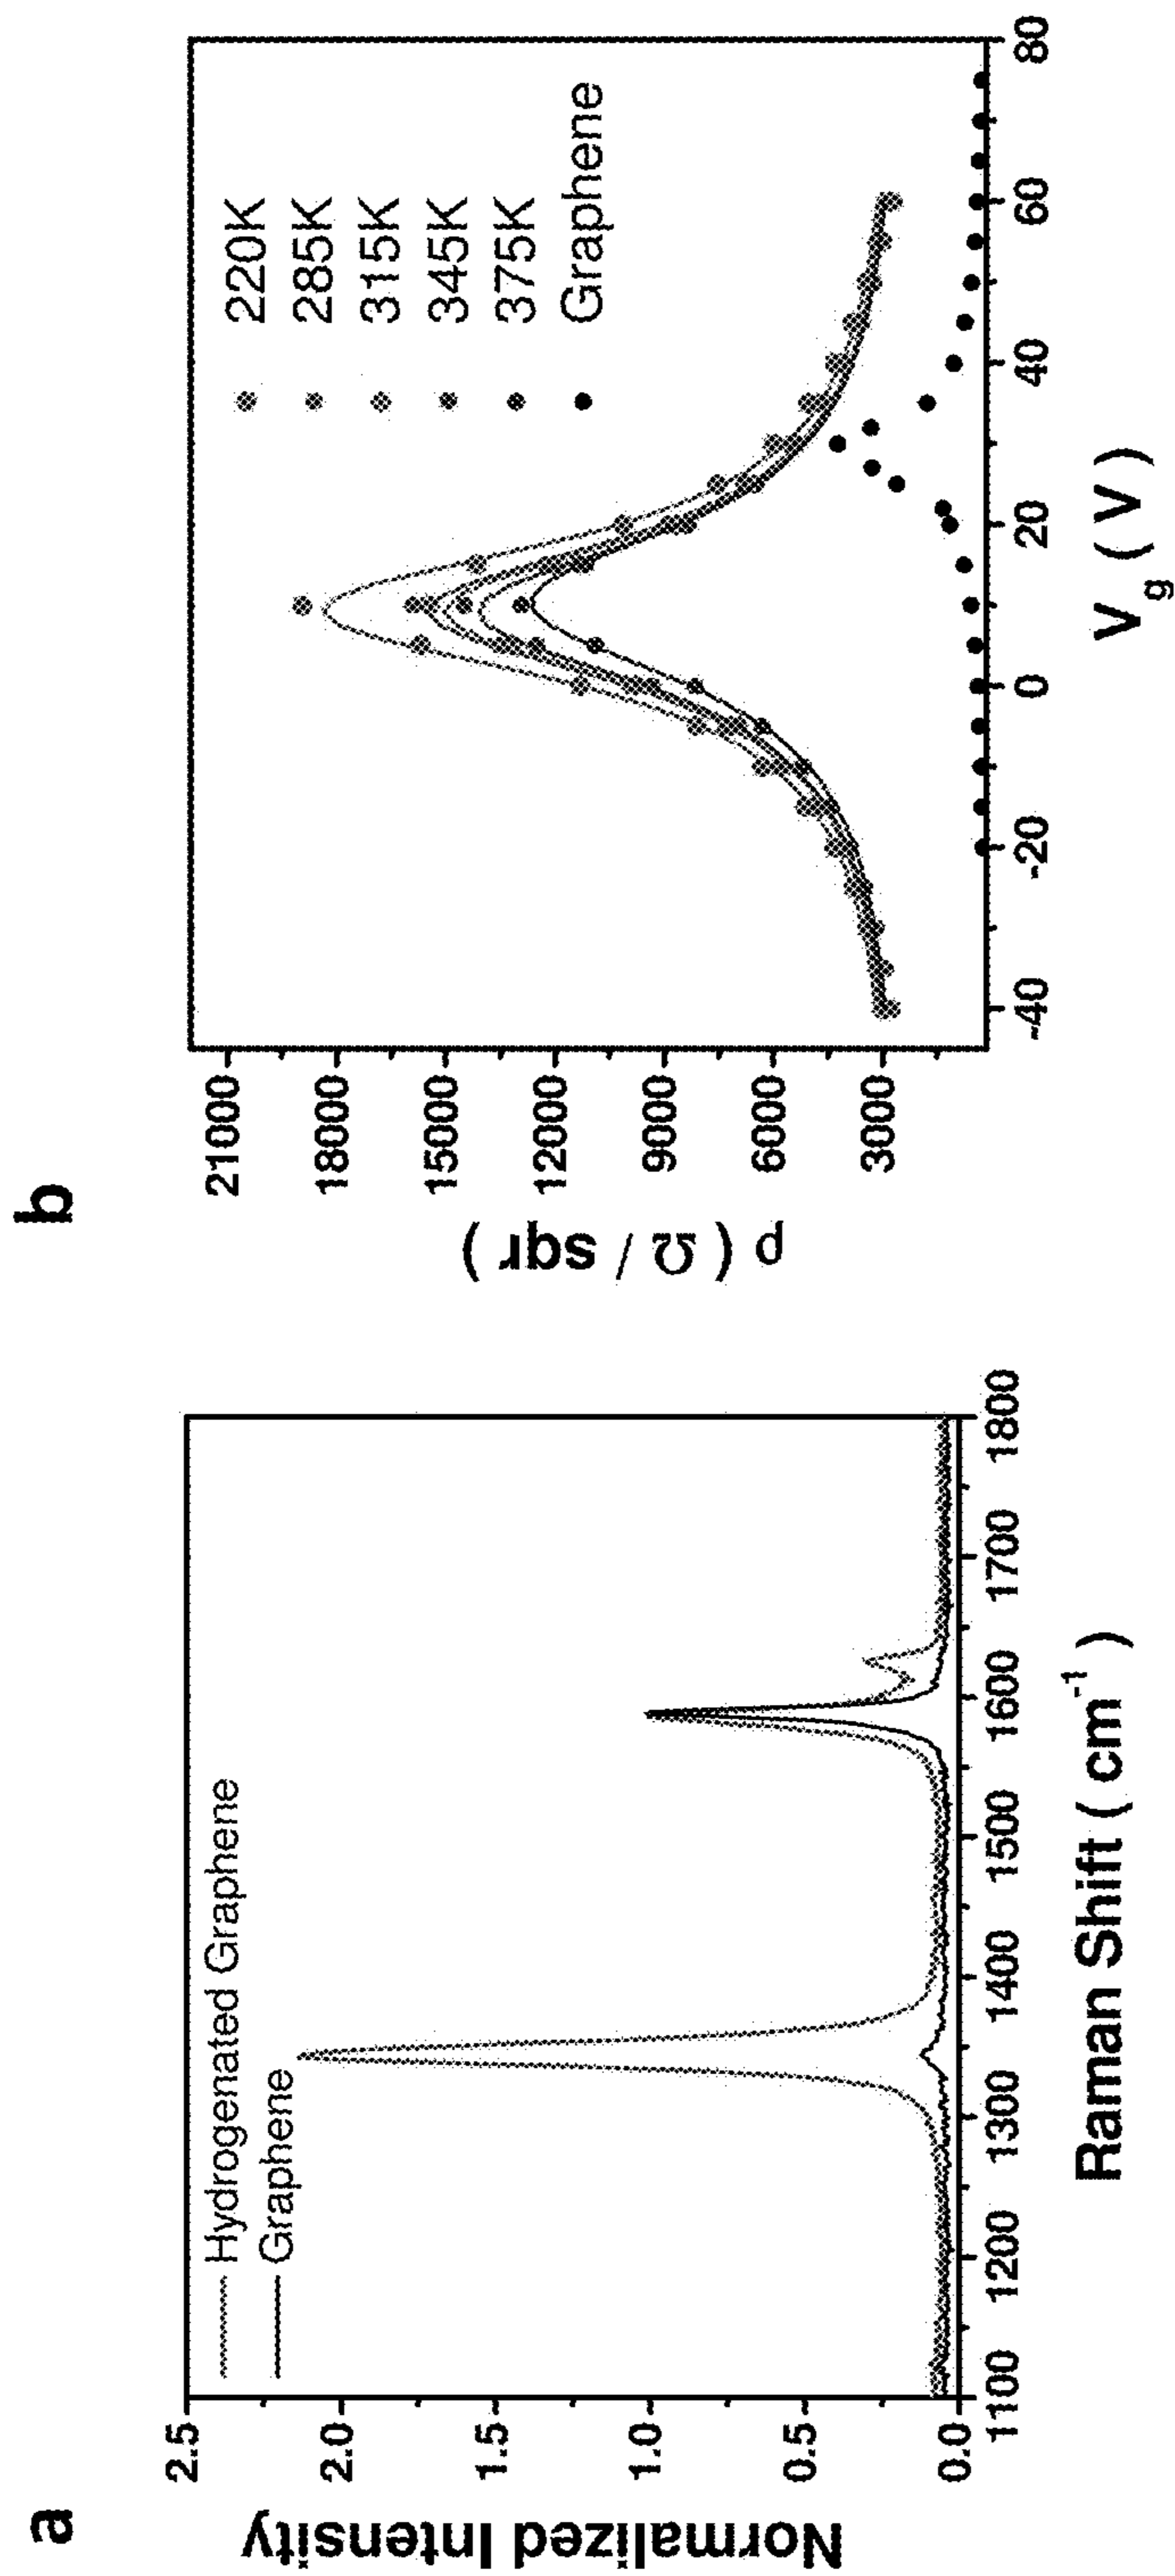 a
Normalized Intensity
2.5
2.0
1.5
1.0
0.5
0.0
Hydrogenated Graphene
Graphene
1100 1200 1300 1400 1500 1600 1700 1800
Raman Shift ( cm⁻¹ )
b
ρ ( Ω / sqr )
21000
18000
15000
12000
9000
6000
3000
220K
285K
315K
345K
375K
Graphene
-40 -20 0 20 40 60 80
Vg ( V )